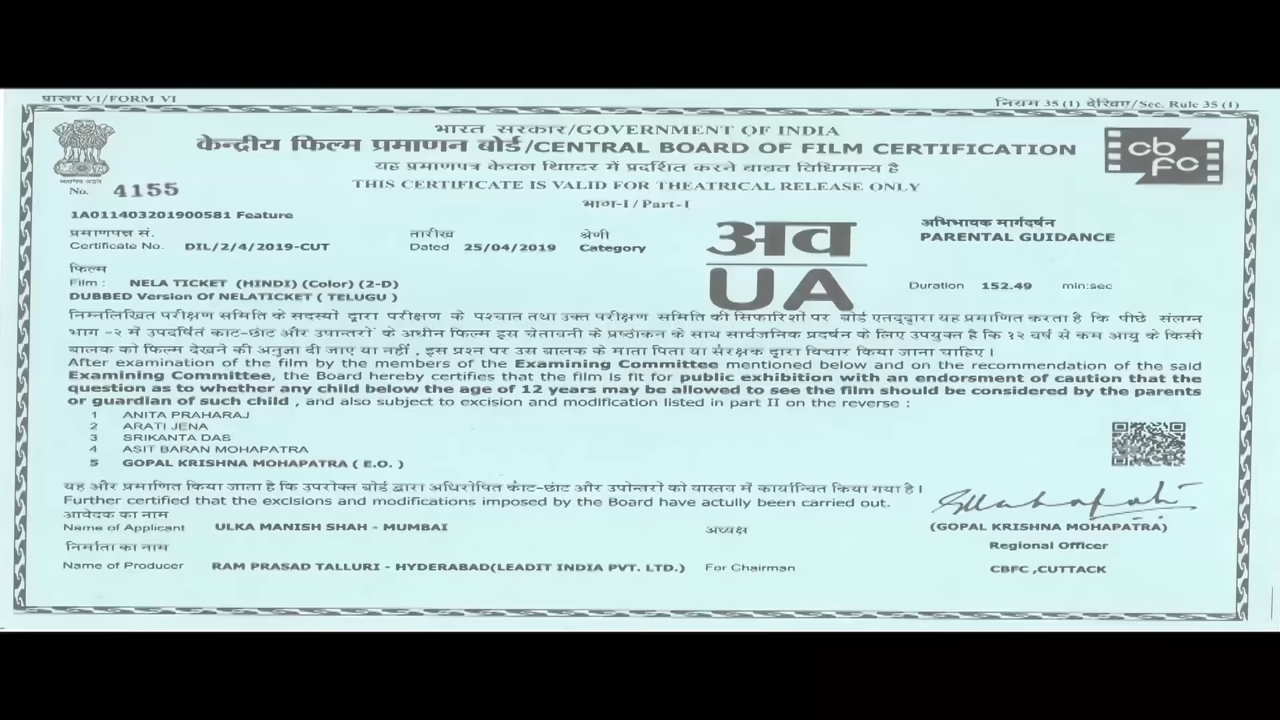 प्रारूप VI/FORM VI
नियम 35 (1) देखिए/Sec. Rule 35 (1)
भारत सरकार/GOVERNMENT OF INDIA
केन्द्रीय फिल्म प्रमाणन बोर्ड/CENTRAL BOARD OF FILM CERTIFICATION
cbfc
यह प्रमाणपत्र केवल थिएटर में प्रदर्शित करने बाबत विधिमान्य है
सत्यमेव जयते
No. 4155
THIS CERTIFICATE IS VALID FOR THEATRICAL RELEASE ONLY
भाग-I / Part-I
1A011403201900581 Feature
प्रमाणपत्र सं. तारीख श्रेणी अव अभिभावक मार्गदर्शन
Certificate No. DIL/2/4/2019-CUT Dated 25/04/2019 Category UA PARENTAL GUIDANCE
फिल्म
Film : NELA TICKET (HINDI) (Color) (2-D) Duration 152.49 min:sec
DUBBED Version Of NELATICKET ( TELUGU )
निम्नलिखित परीक्षण समिति के सदस्यों द्वारा परीक्षण के पश्चात तथा उक्त परीक्षण समिति की सिफारिशों पर बोर्ड एतद्द्वारा यह प्रमाणित करता है कि पीछे संलग्न
भाग -२ में उपदर्षित काट-छाँट और उपान्तरों के अधीन फिल्म इस चेतावनी के प्रष्ठोकन के साथ सार्वजनिक प्रदर्षन के लिए उपयुक्त है कि १२ वर्ष से कम आयु के किसी
बालक को फिल्म देखने की अनुज्ञा दी जाए या नहीं , इस प्रश्न पर उस बालक के माता पिता या संरक्षक द्वारा विचार किया जाना चाहिए।
After examination of the film by the members of the Examining Committee mentioned below and on the recommendation of the said
Examining Committee, the Board hereby certifies that the film is fit for public exhibition with an endorsment of caution that the
question as to whether any child below the age of 12 years may be allowed to see the film should be considered by the parents
or guardian of such child , and also subject to excision and modification listed in part II on the reverse :
1 ANITA PRAHARAJ
2 ARATI JENA
3 SRIKANTA DAS
4 ASIT BARAN MOHAPATRA
5 GOPAL KRISHNA MOHAPATRA ( E.O. )
यह और प्रमाणित किया जाता है कि उपरोक्त बोर्ड द्वारा अधिरोपित काट-छाँट और उपोन्तरों को वास्तव में कार्यान्वित किया गया है।
Further certified that the excisions and modifications imposed by the Board have actully been carried out.
आवेदक का नाम
Name of Applicant ULKA MANISH SHAH - MUMBAI अध्यक्ष (GOPAL KRISHNA MOHAPATRA)
निर्माता का नाम Regional Officer
Name of Producer RAM PRASAD TALLURI - HYDERABAD(LEADIT INDIA PVT. LTD.) For Chairman CBFC ,CUTTACK